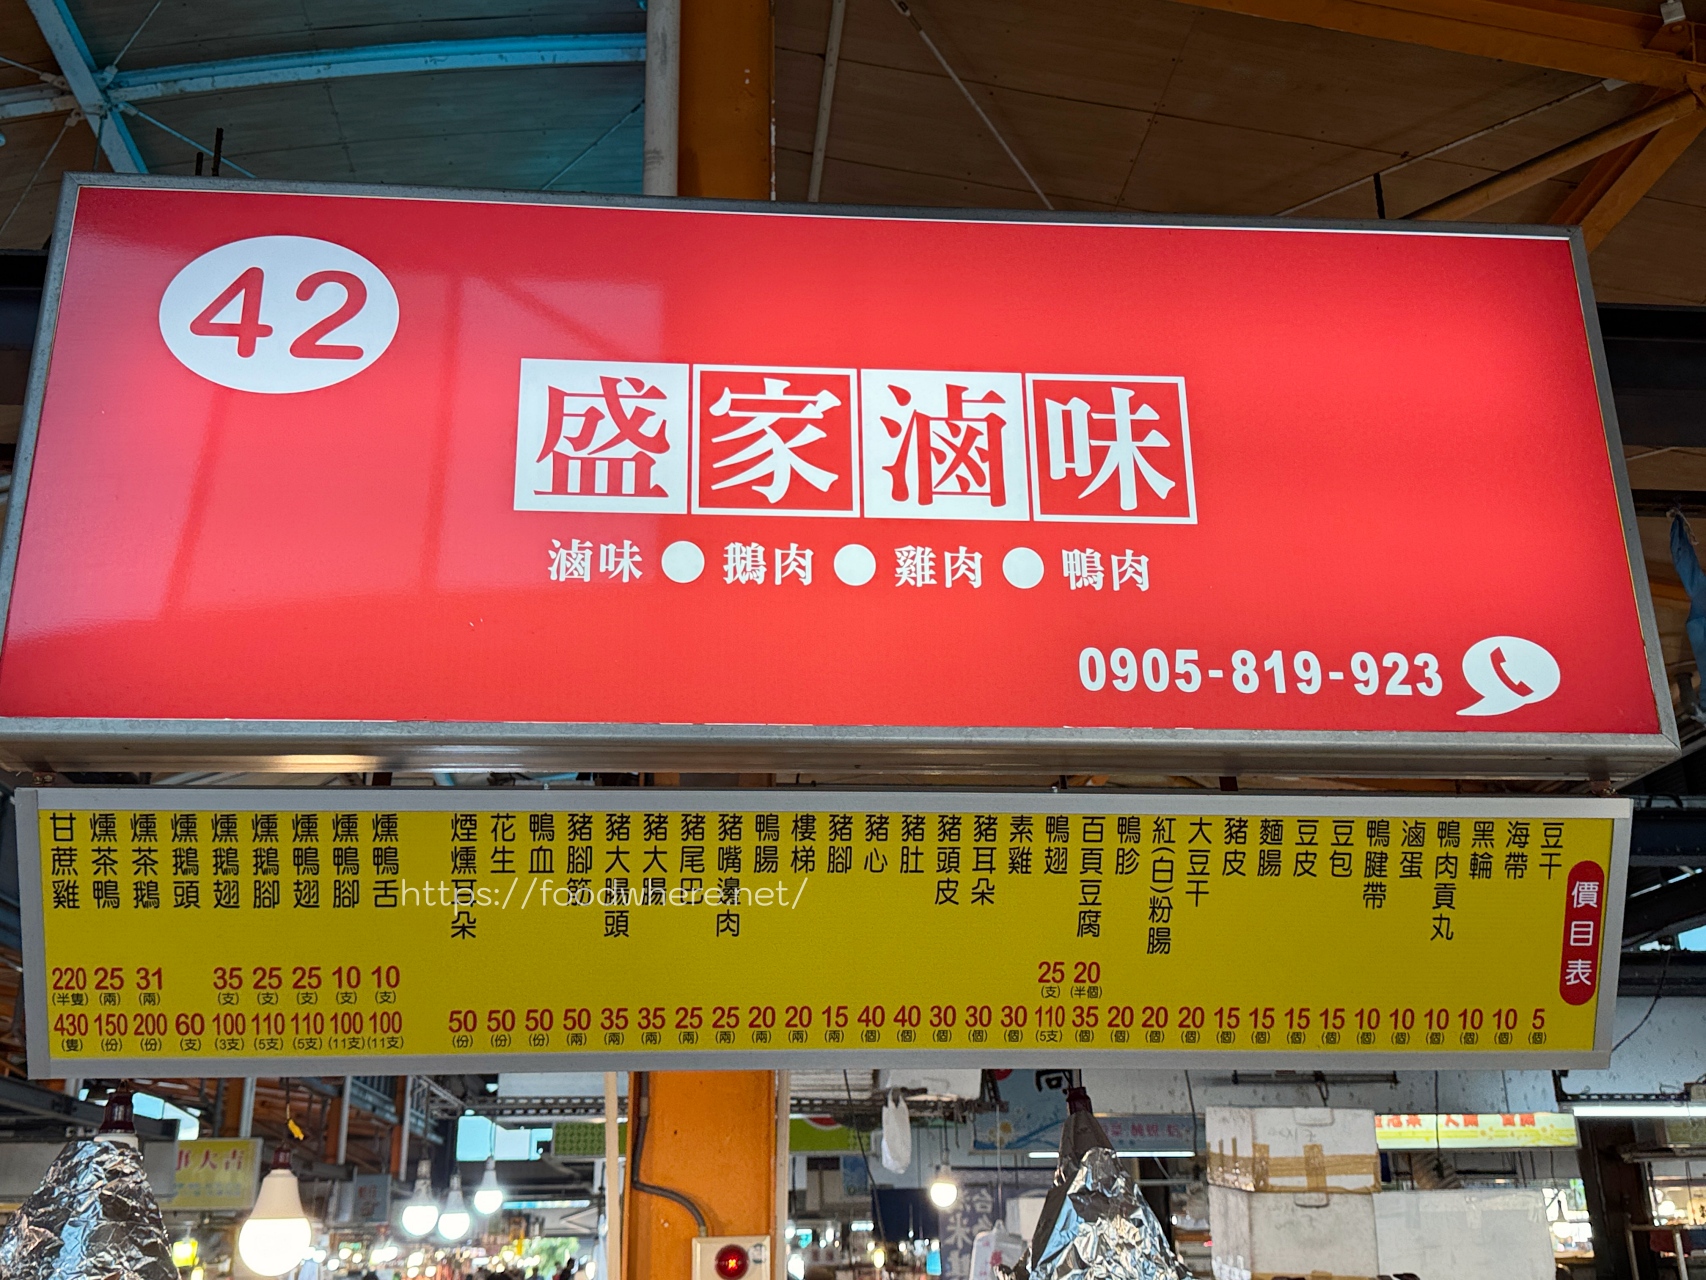 42
盛家滷味
滷味●鵝肉●雞肉●鴨肉
0905-819-923
價目表
豆干 5(個)
海帶 10(個)
黑輪 10(個)
鴨肉貢丸 10(個)
滷蛋 10(個)
鴨腱帶 10(個)
豆包 15(個)
豆皮 15(個)
麵腸 15(個)
豬皮 15(個)
大豆干 20(個)
紅(白)粉腸 20(個)
鴨胗 20(個)
百頁豆腐 20(半個) 35(個)
鴨翅 25(支) 110(5支)
素雞 30(個)
豬耳朵 30(個)
豬頭皮 30(個)
豬肚 40(個)
豬心 40(個)
豬腳 15(兩)
樓梯 20(兩)
鴨腸 20(兩)
豬嘴邊肉 25(兩)
豬尾巴 25(兩)
豬大腸 35(兩)
豬大腸頭 35(兩)
豬腳筋 50(兩)
鴨血 50(份)
花生 50(份)
煙燻耳朵 50(份)
燻鴨舌 10(支) 100(11支)
燻鴨腳 10(支) 100(11支)
燻鴨翅 25(支) 110(5支)
燻鵝腳 25(支) 110(5支)
燻鵝翅 35(支) 100(3支)
燻鵝頭 60(支)
燻茶鵝 31(兩) 200(份)
燻茶鴨 25(兩) 150(份)
甘蔗雞 220(半隻) 430(隻)
https://foodwhere.net/
大吉